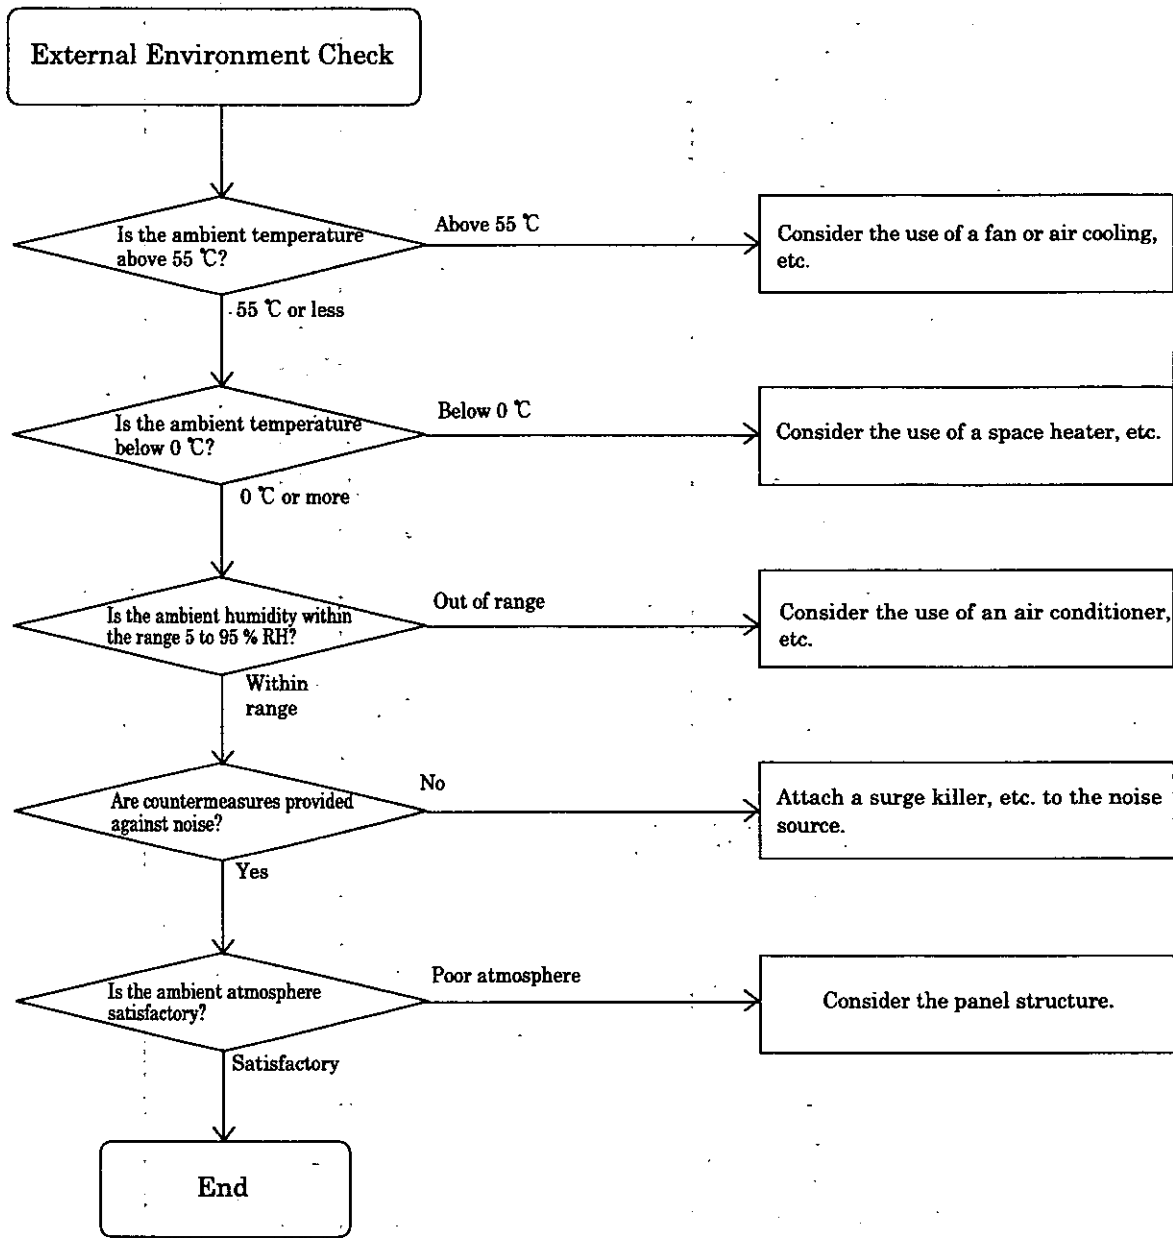 External Environment Check
Is the ambient temperature
above 55 ℃?
Above 55 ℃
Consider the use of a fan or air cooling,
etc.
55 ℃ or less
Is the ambient temperature
below 0 ℃?
Below 0 ℃
Consider the use of a space heater, etc.
0 ℃ or more
Is the ambient humidity within
the range 5 to 95 % RH?
Out of range
Consider the use of an air conditioner,
etc.
Within
range
Are countermeasures provided
against noise?
No
Attach a surge killer, etc. to the noise
source.
Yes
Is the ambient atmosphere
satisfactory?
Poor atmosphere
Consider the panel structure.
Satisfactory
End